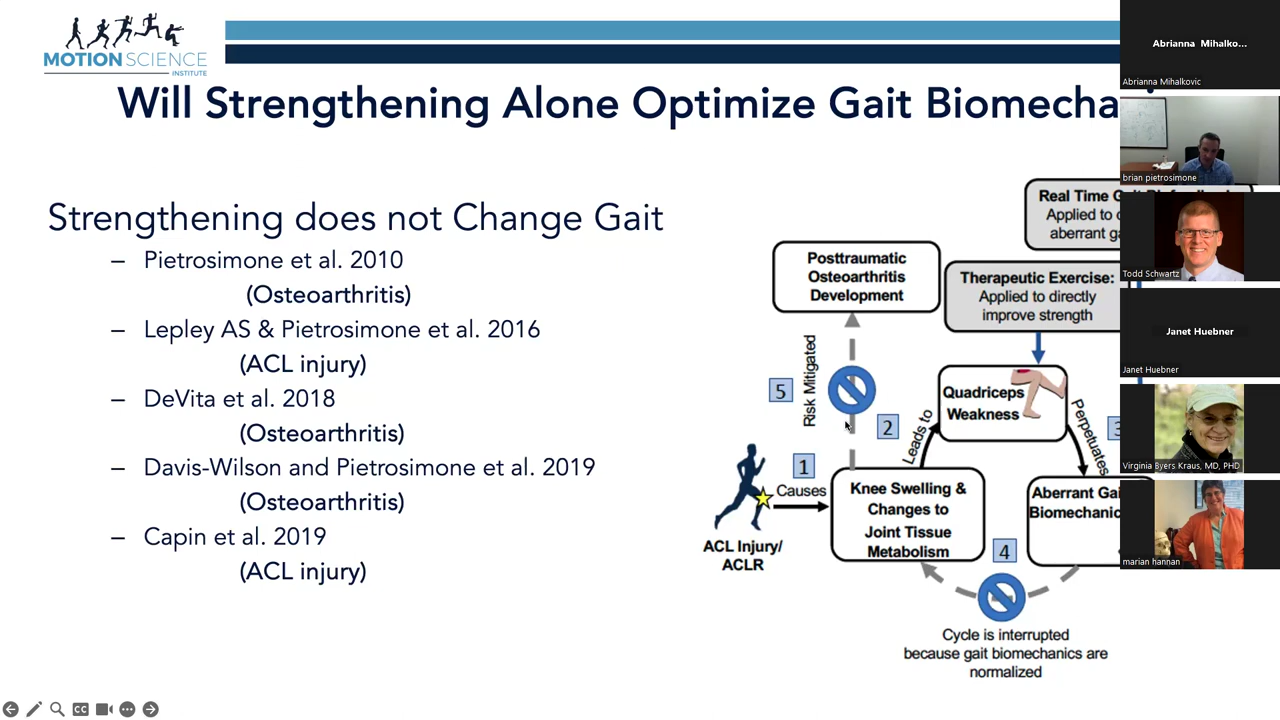 MOTION SCIENCE
INSTITUTE
Will Strengthening Alone Optimize Gait Biomecha
Strengthening does not Change Gait
– Pietrosimone et al. 2010
(Osteoarthritis)
– Lepley AS & Pietrosimone et al. 2016
(ACL injury)
– DeVita et al. 2018
(Osteoarthritis)
– Davis-Wilson and Pietrosimone et al. 2019
(Osteoarthritis)
– Capin et al. 2019
(ACL injury)
Real Time
Applied to
aberrant
Posttraumatic
Osteoarthritis
Development
Therapeutic Exercise:
Applied to directly
improve strength
5
Risk Mitigated
2
Leads to
Quadriceps
Weakness
Perpetuates
3
1
Causes
ACL Injury/
ACLR
Knee Swelling &
Changes to
Joint Tissue
Metabolism
Aberrant Gai
Biomechanic
4
Cycle is interrupted
because gait biomechanics are
normalized
CC
Abrianna Mihalko...
Abrianna Mihalkovic
brian pietrosimone
Todd Schwartz
Janet Huebner
Janet Huebner
Virginia Byers Kraus, MD, PHD
marian hannan